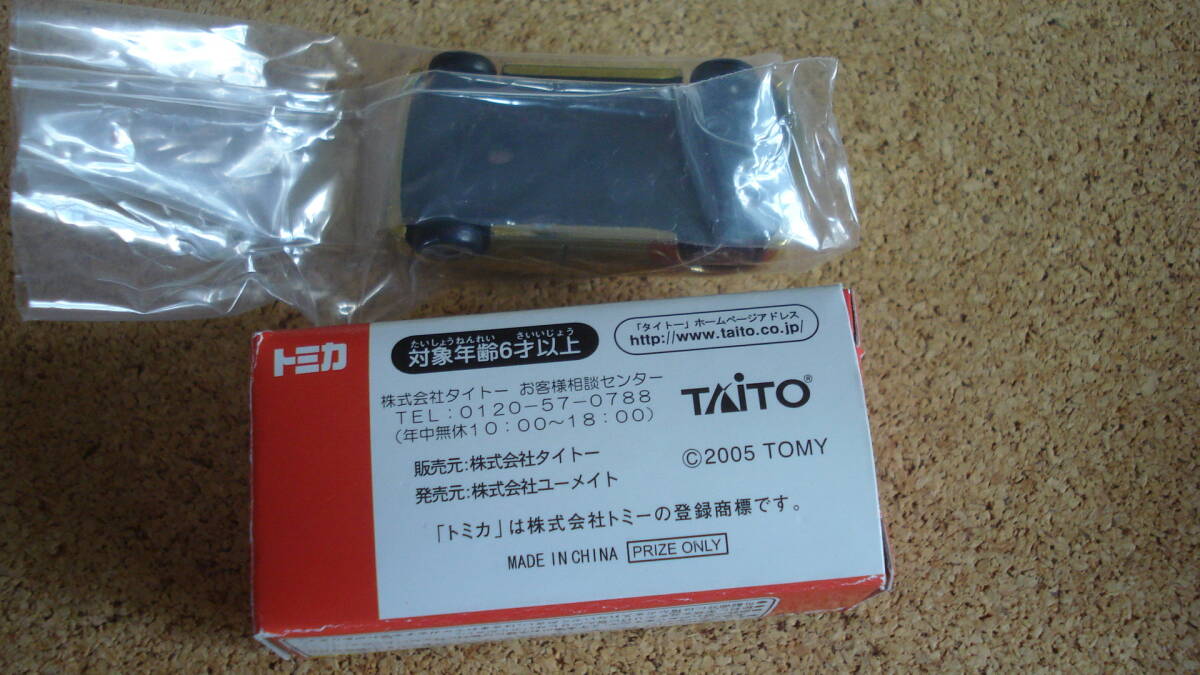 トミカ
たいしょうねんれい さいいじょう
対象年齢6才以上
「タイトー」ホームページアドレス
http://www.taito.co.jp/
株式会社タイトー お客様相談センター
TEL:0120-57-0788
(年中無休10:00〜18:00)
TAiTO®
販売元:株式会社タイトー
発売元:株式会社ユーメイト
©2005 TOMY
「トミカ」は株式会社トミーの登録商標です。
MADE IN CHINA PRIZE ONLY